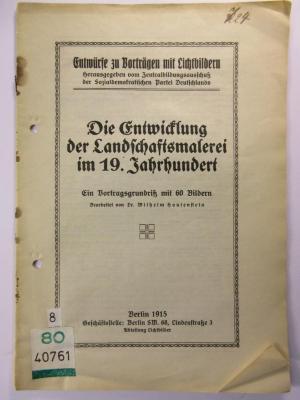 Entwürfe zu Vorträgen mit Lichtbildern
Herausgegeben vom Zentralbildungsausschuß
der Sozialdemokratischen Partei Deutschlands
Die Entwicklung
der Landschaftsmalerei
im 19. Jahrhundert
Ein Vortragsgrundriß mit 60 Bildern
Bearbeitet von Dr. Wilhelm Hausenstein
Berlin 1915
Geschäftsstelle: Berlin SW. 68, Lindenstraße 3
Abteilung Lichtbilder
8
80
40761